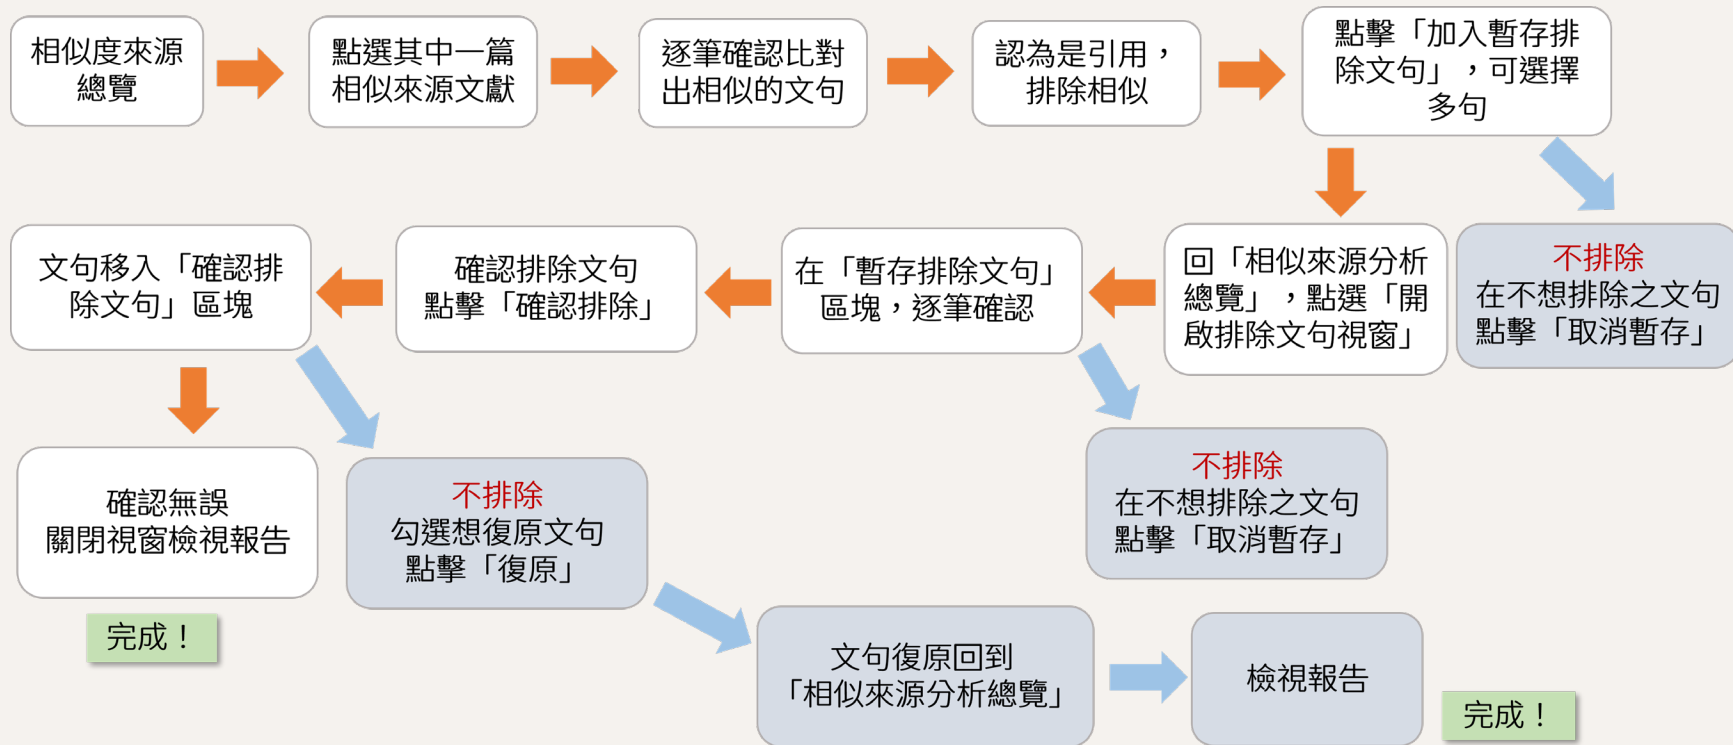 相似度來源
總覽
點選其中一篇
相似來源文獻
逐筆確認比對
出相似的文句
認為是引用，
排除相似
點擊「加入暫存排
除文句」，可選擇
多句
不排除
在不想排除之文句
點擊「取消暫存」
回「相似來源分析
總覽」，點選「開
啟排除文句視窗」
在「暫存排除文句」
區塊，逐筆確認
確認排除文句
點擊「確認排除」
文句移入「確認排
除文句」區塊
不排除
在不想排除之文句
點擊「取消暫存」
確認無誤
關閉視窗檢視報告
完成！
不排除
勾選想復原文句
點擊「復原」
文句復原回到
「相似來源分析總覽」
檢視報告
完成！